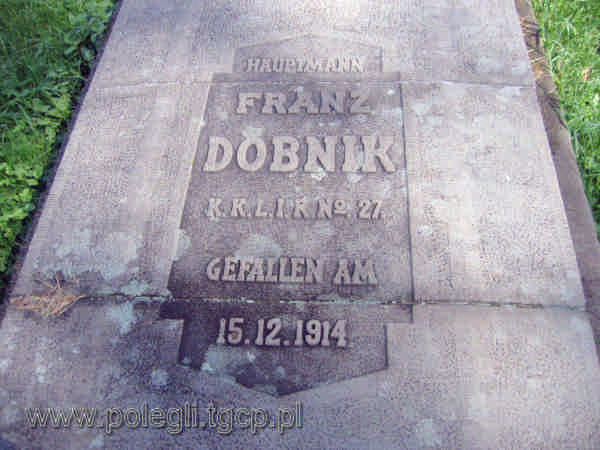 HAUPTMANN
FRANZ
DOBNIK
K.K.L.I.R No. 27.
GEFALLEN AM
15.12.1914
www.polegli.tgcp.pl